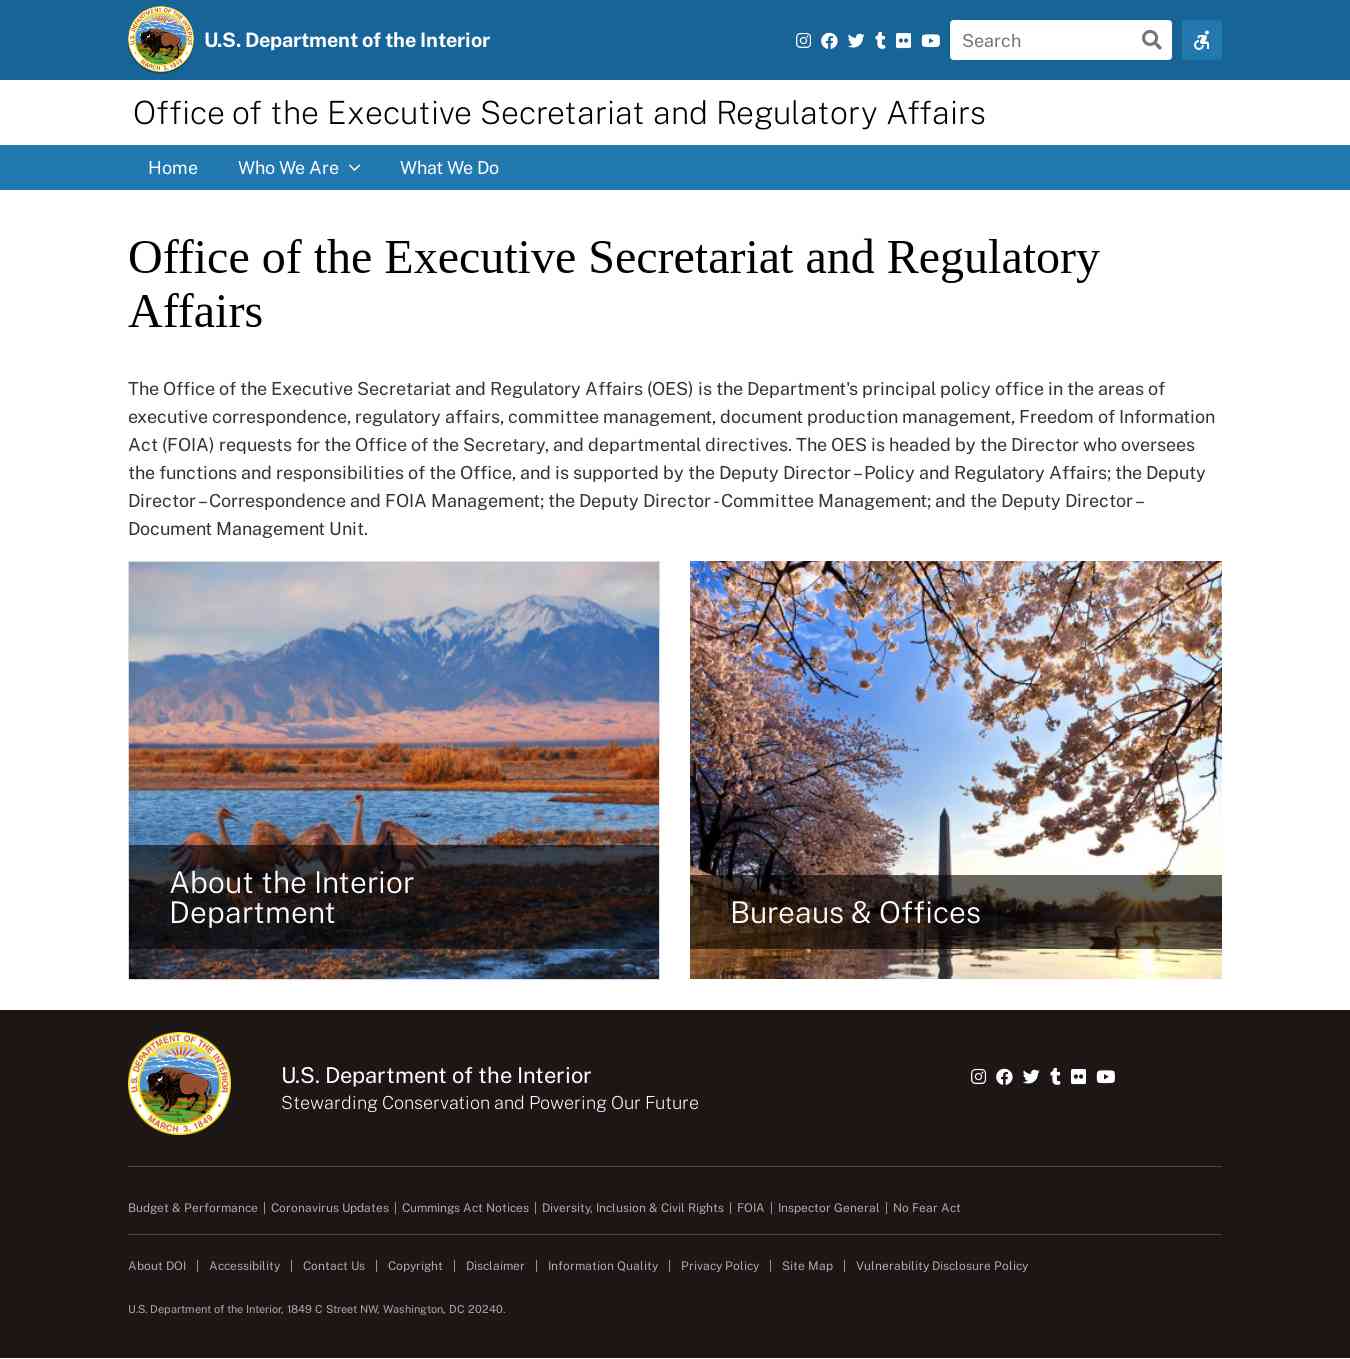 U.S. Department of the Interior
Search
Office of the Executive Secretariat and Regulatory Affairs
Home
Who We Are
What We Do
Office of the Executive Secretariat and Regulatory
Affairs
The Office of the Executive Secretariat and Regulatory Affairs (OES) is the Department's principal policy office in the areas of
executive correspondence, regulatory affairs, committee management, document production management, Freedom of Information
Act (FOIA) requests for the Office of the Secretary, and departmental directives. The OES is headed by the Director who oversees
the functions and responsibilities of the Office, and is supported by the Deputy Director – Policy and Regulatory Affairs; the Deputy
Director – Correspondence and FOIA Management; the Deputy Director - Committee Management; and the Deputy Director –
Document Management Unit.
About the Interior
Department
Bureaus & Offices
U.S. DEPARTMENT OF THE INTERIOR
MARCH 3, 1849
U.S. Department of the Interior
Stewarding Conservation and Powering Our Future
Budget & Performance | Coronavirus Updates | Cummings Act Notices | Diversity, Inclusion & Civil Rights | FOIA | Inspector General | No Fear Act
About DOI | Accessibility | Contact Us | Copyright | Disclaimer | Information Quality | Privacy Policy | Site Map | Vulnerability Disclosure Policy
U.S. Department of the Interior, 1849 C Street NW, Washington, DC 20240.